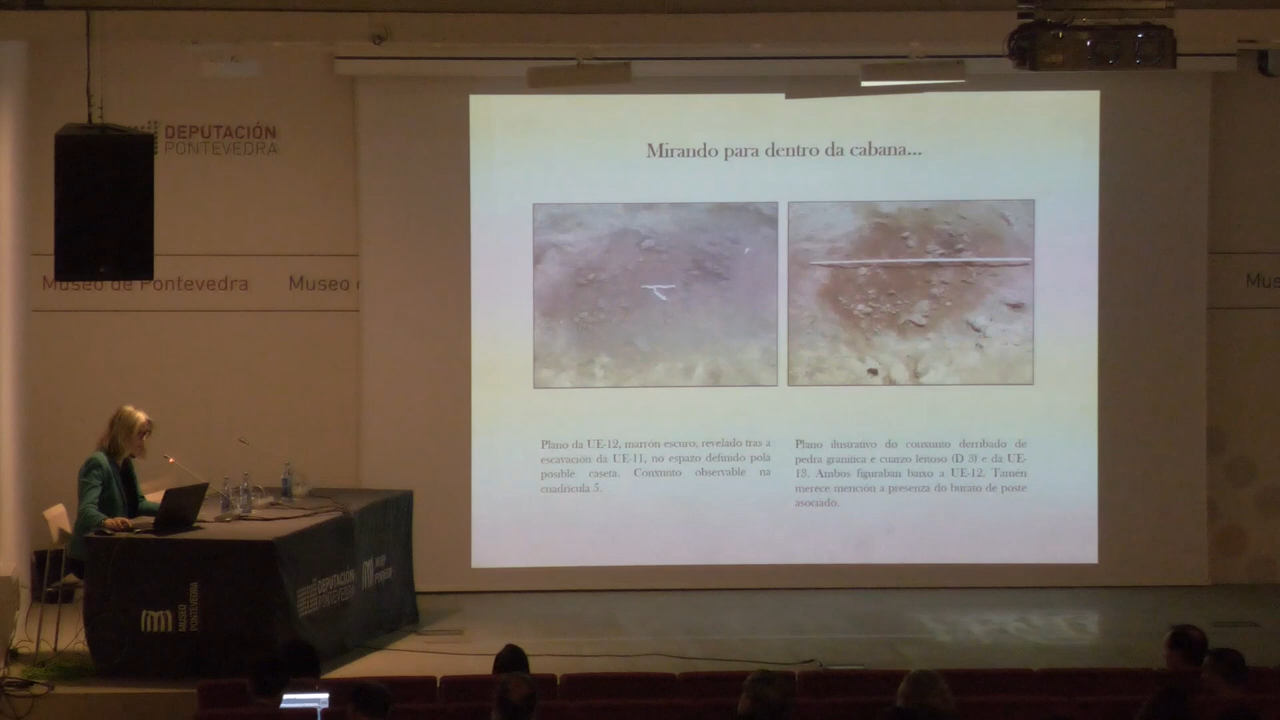 DEPUTACIÓN
PONTEVEDRA
Museo de Pontevedra
Museo
Mus
Mirando para dentro da cabana...
Plano da UE-12, marrón escuro, revelado tras a
escavación da UE-11, no espazo definido pola
posible caseta. Conxunto observable na
cuadrícula 5.
Plano ilustrativo do conxunto derribado de
pedra granítica e cuarzo leitoso (D 3) e da UE-
13. Ambos figuraban baixo a UE-12. Tamén
merece mención a presenza do burato de poste
asociado.
MUSEO
PONTEVEDRA
DEPUTACIÓN
PONTEVEDRA